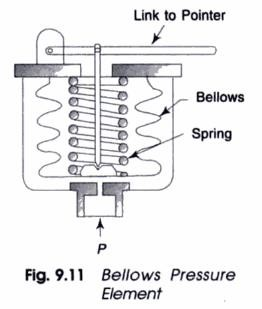 Link to Pointer
Bellows
Spring
P
Fig. 9.11 Bellows Pressure
Element